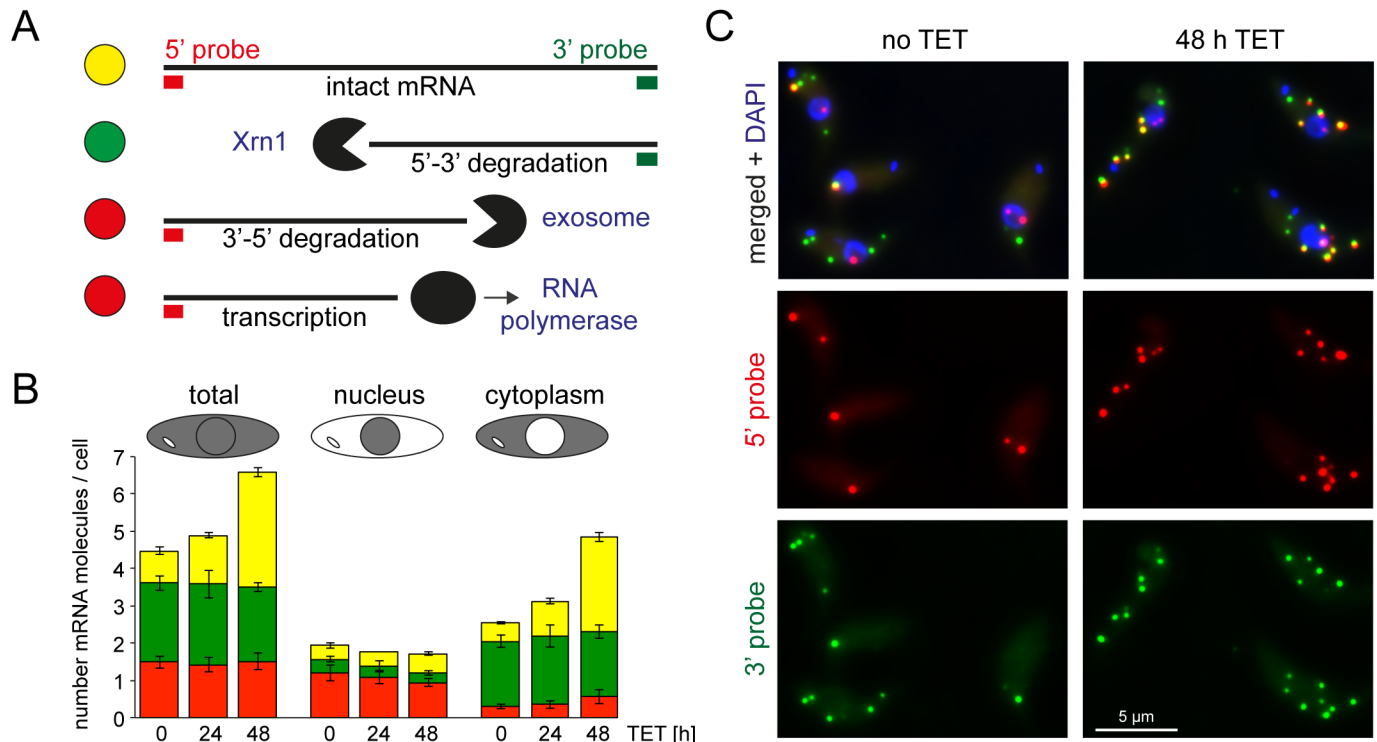 A
5’ probe
3’ probe
intact mRNA
Xrn1
5’-3’ degradation
exosome
3’-5’ degradation
RNA
polymerase
transcription
B
total
nucleus
cytoplasm
number mRNA molecules / cell
7
6
5
4
3
2
1
0
0 24 48 0 24 48 0 24 48 TET [h]
C
no TET
48 h TET
merged + DAPI
5’ probe
3’ probe
5 µm